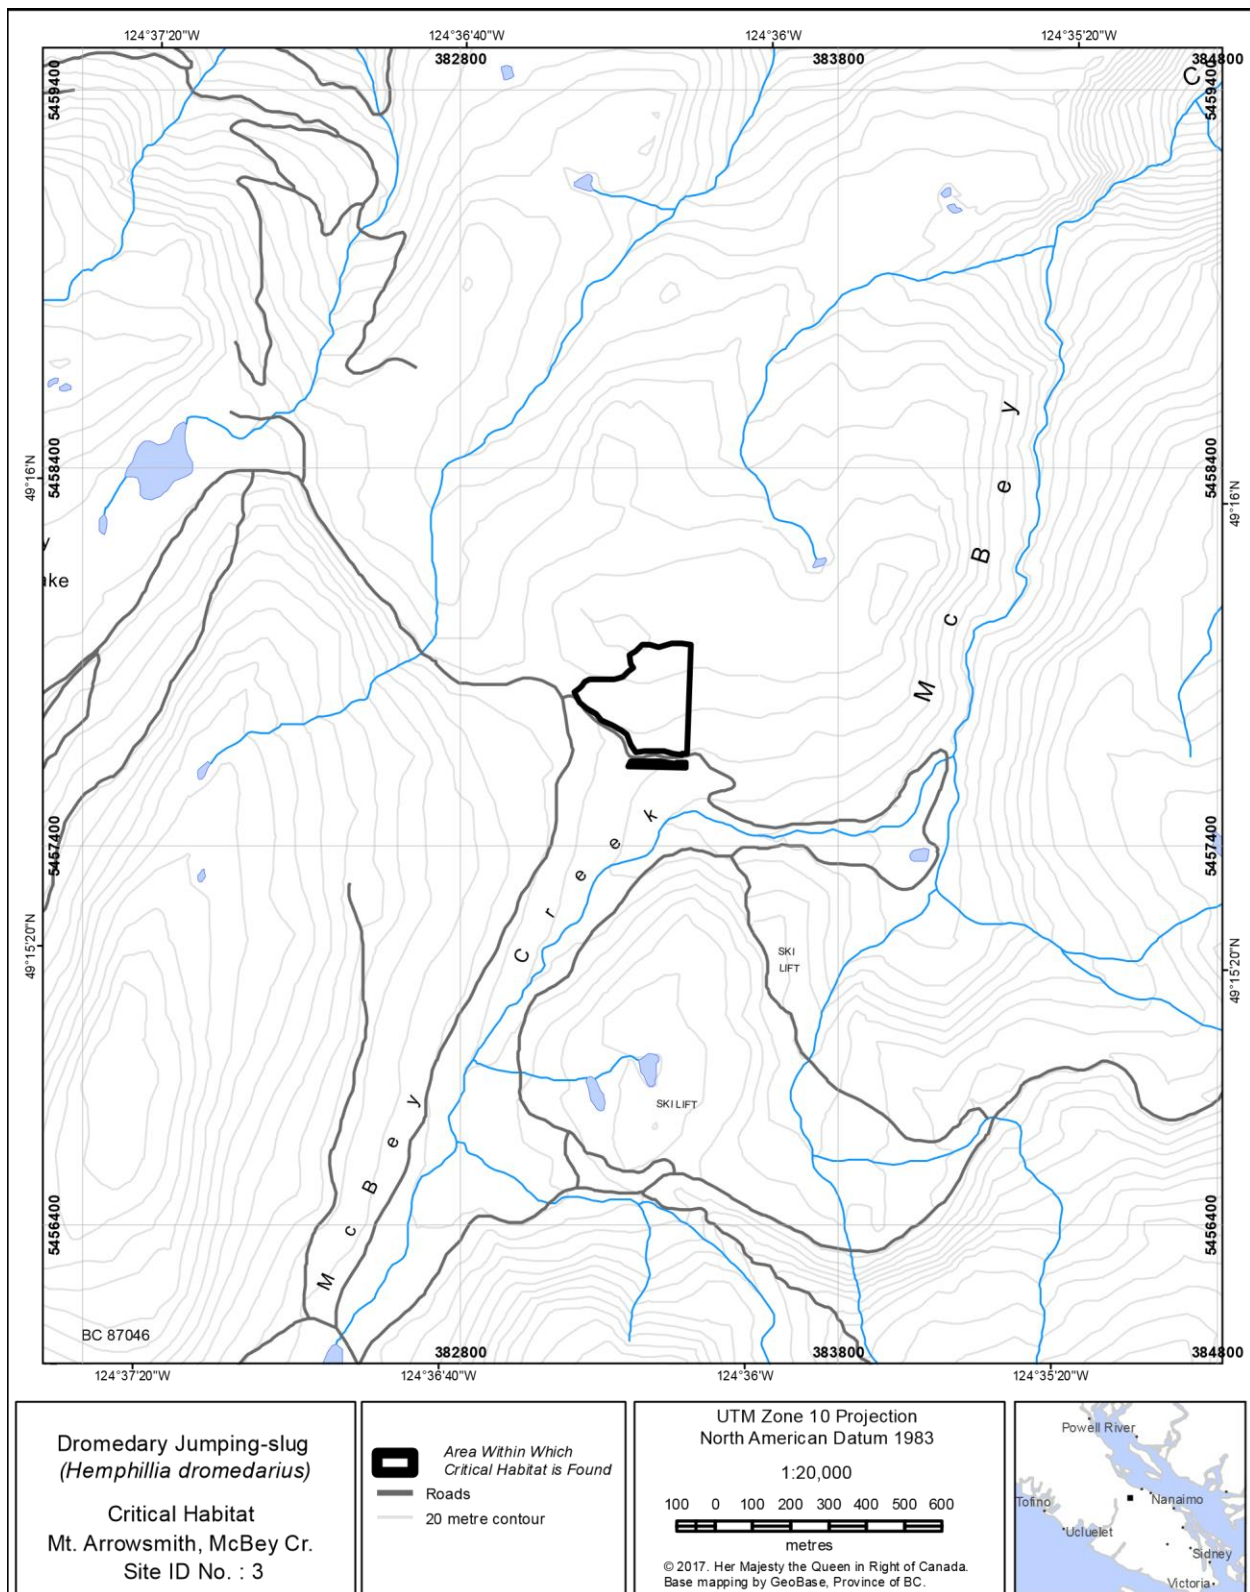 124°37'20"W
124°36'40"W
124°36'W
124°35'20"W
382800
383800
384800
C
5459400
5459400
y
e
B
c
M
49°16'N
5458400
5458400
49°16'N
y
ake
5457400
5457400
Creek
49°15'20"N
49°15'20"N
SKI
LIFT
SKI LIFT
McBey
5456400
5456400
BC 87046
382800
383800
384800
124°37'20"W
124°36'40"W
124°36'W
124°35'20"W
Dromedary Jumping-slug
(Hemphillia dromedarius)
Critical Habitat
Mt. Arrowsmith, McBey Cr.
Site ID No. : 3
Area Within Which
Critical Habitat is Found
Roads
20 metre contour
UTM Zone 10 Projection
North American Datum 1983
1:20,000
100 0 100 200 300 400 500 600
metres
© 2017. Her Majesty the Queen in Right of Canada.
Base mapping by GeoBase, Province of BC.
Powell River
Tofino
Nanaimo
Ucluelet
Sidney
Victoria